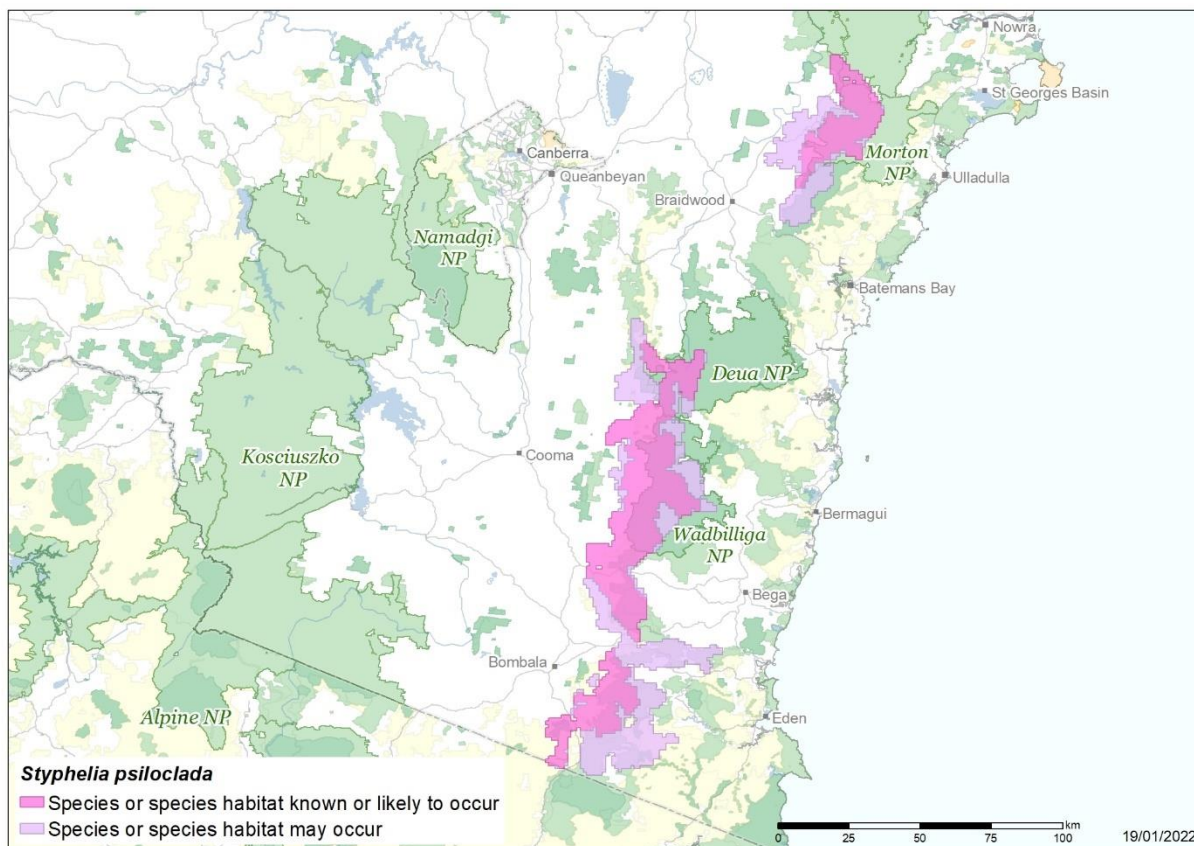 Nowra
St Georges Basin
Canberra
Queanbeyan
Morton
NP
Ulladulla
Braidwood
Namadgi
NP
Batemans Bay
Deua NP
Kosciuszko
NP
Cooma
Bermagui
Wadbilliga
NP
Bega
Bombala
Alpine NP
Eden
Styphelia psiloclada
Species or species habitat known or likely to occur
Species or species habitat may occur
km
0 25 50 75 100
19/01/2022